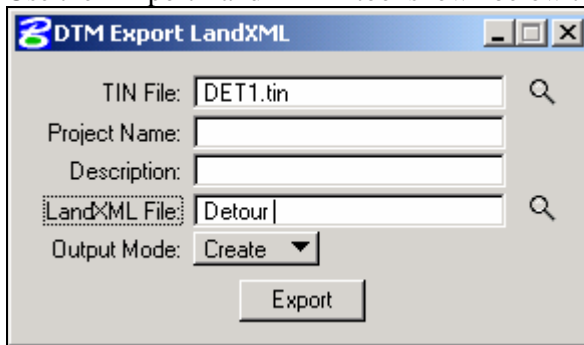 DTM Export LandXML
TIN File: DET1.tin
Project Name:
Description:
LandXML File: Detour
Output Mode: Create
Export